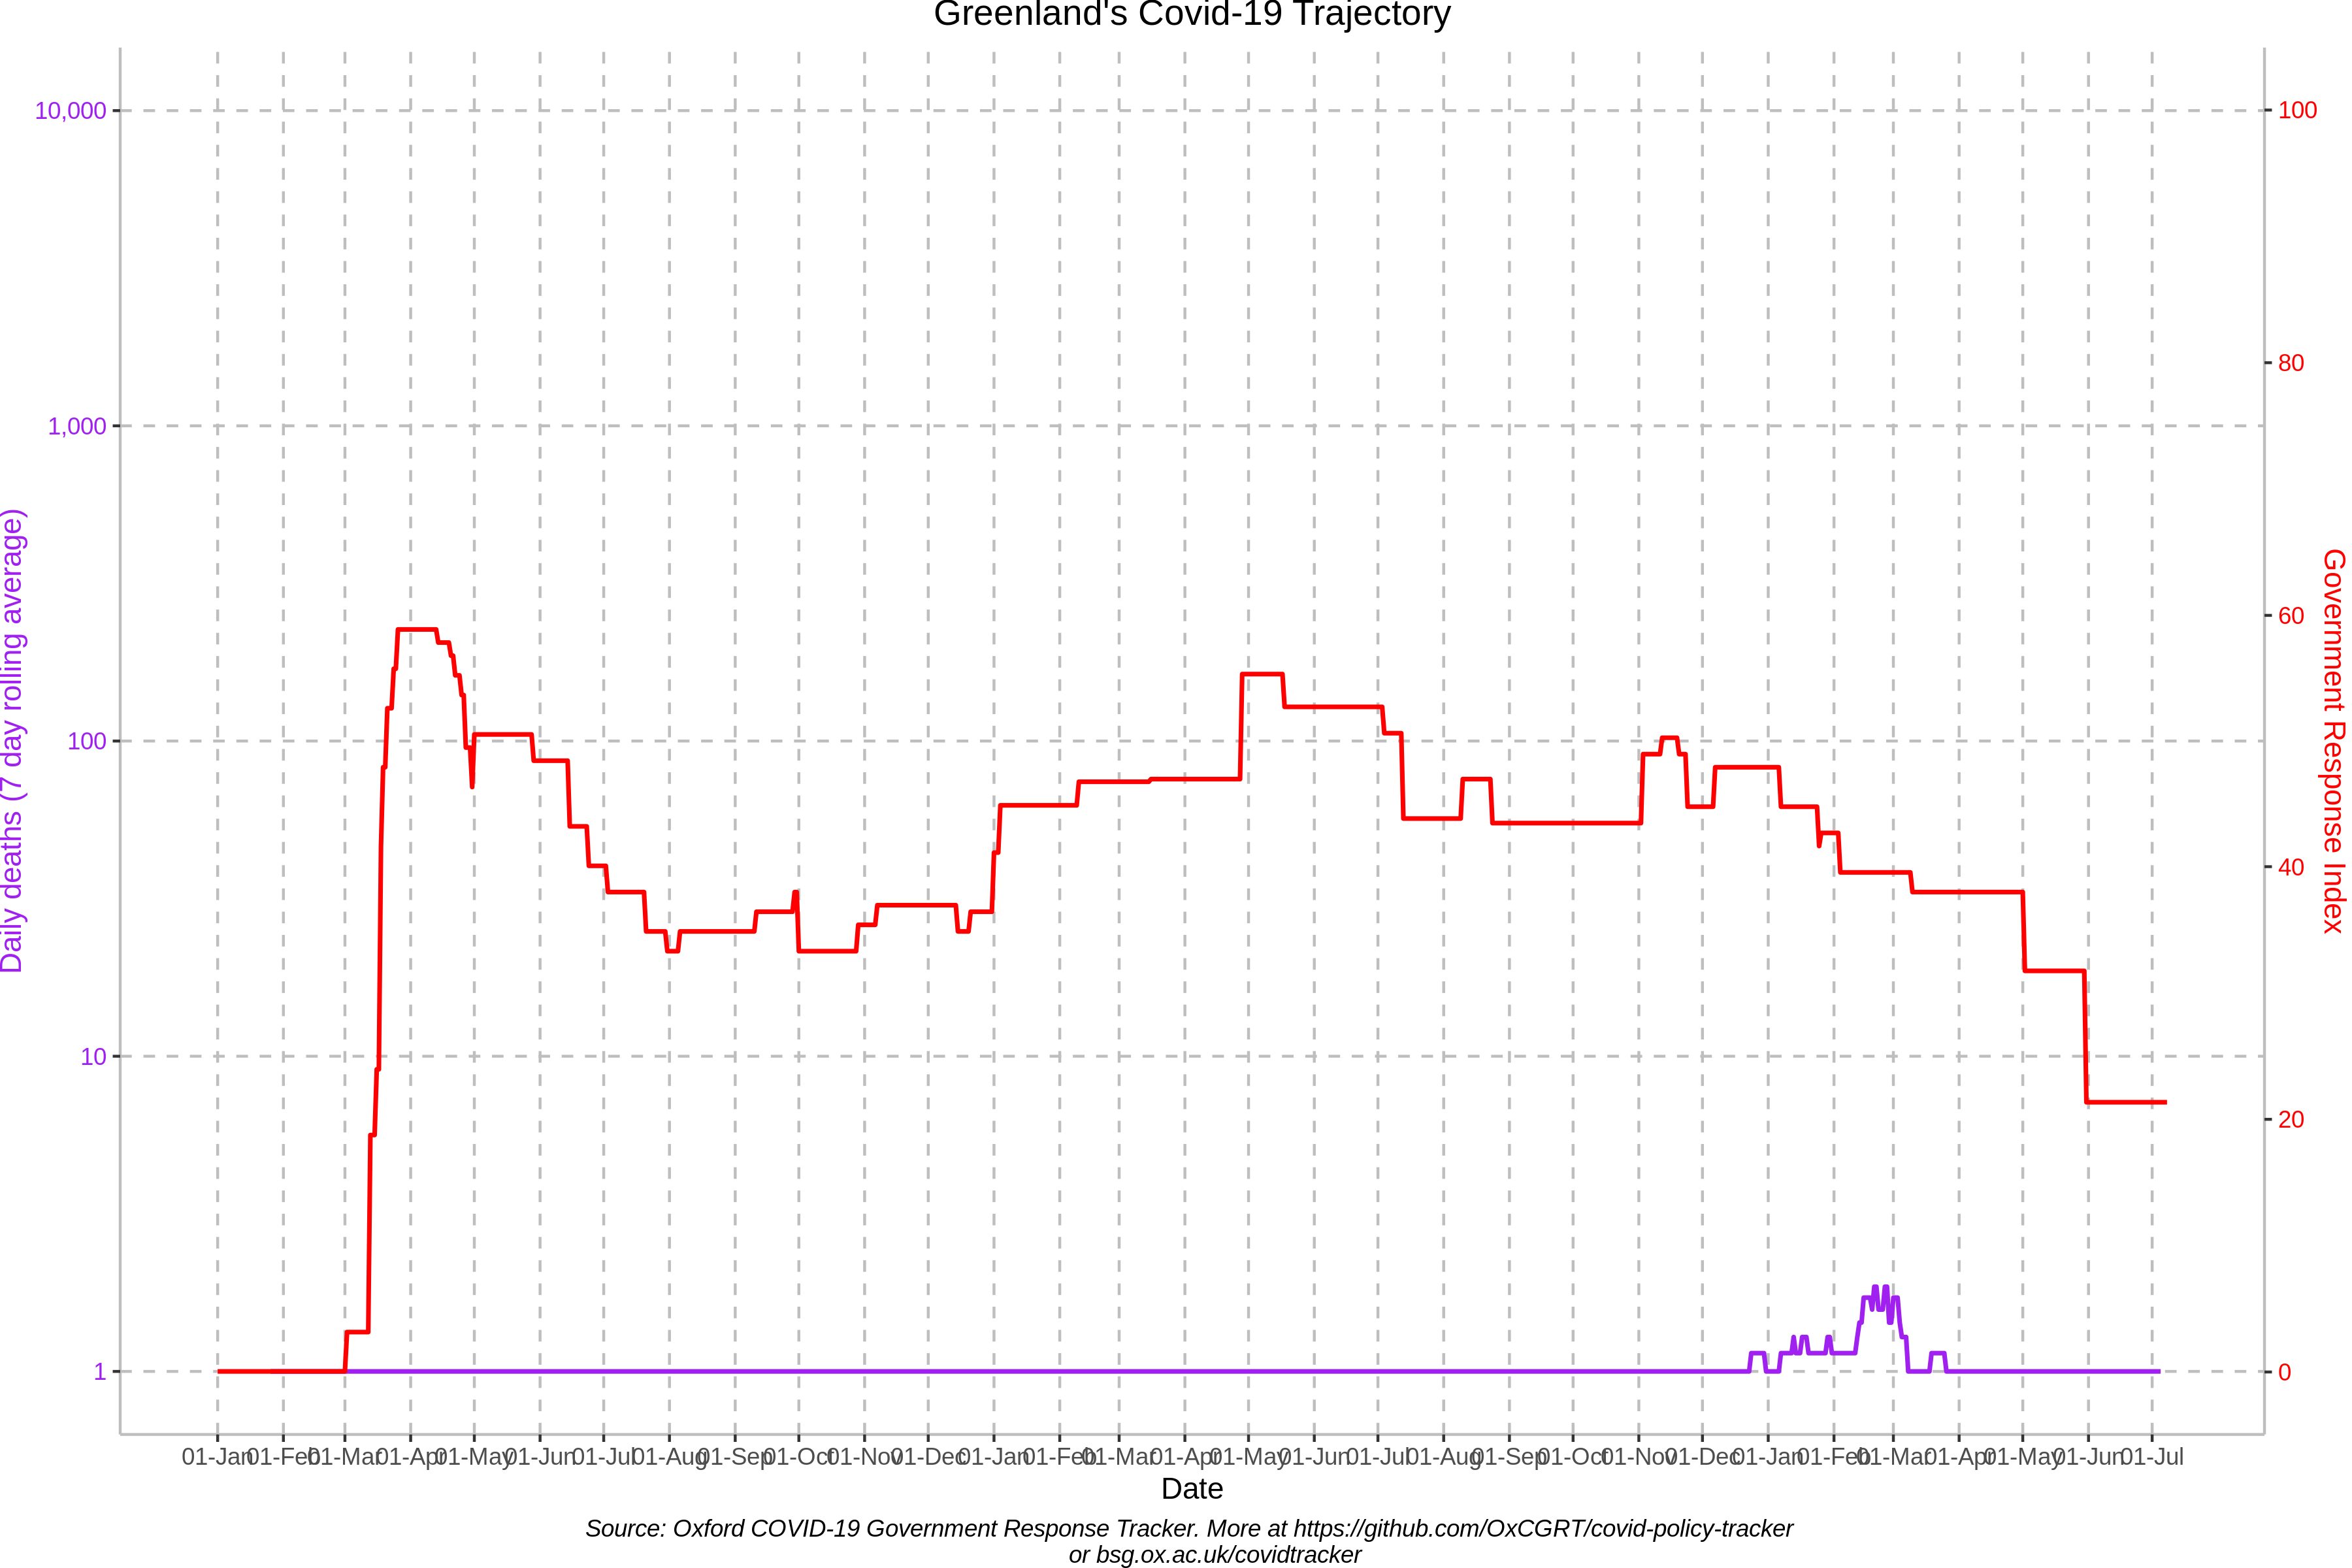 Greenland's Covid-19 Trajectory
10,000
1,000
100
10
1
Daily deaths (7 day rolling average)
100
80
60
40
20
0
Government Response Index
01-Jan 01-Feb 01-Mar 01-Apr 01-May 01-Jun 01-Jul 01-Aug 01-Sep 01-Oct 01-Nov 01-Dec 01-Jan 01-Feb 01-Mar 01-Apr 01-May 01-Jun 01-Jul 01-Aug 01-Sep 01-Oct 01-Nov 01-Dec 01-Jan 01-Feb 01-Mar 01-Apr 01-May 01-Jun 01-Jul
Date
Source: Oxford COVID-19 Government Response Tracker. More at https://github.com/OxCGRT/covid-policy-tracker
or bsg.ox.ac.uk/covidtracker